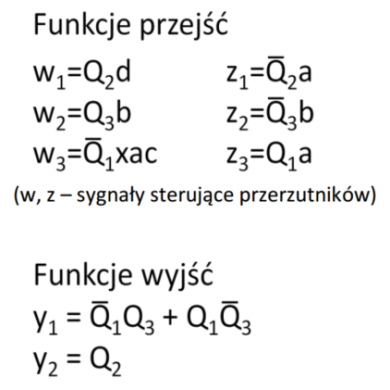 Funkcje przejść
w₁=Q₂d z₁=Q̅₂a
w₂=Q₃b z₂=Q̅₃b
w₃=Q̅₁xac z₃=Q₁a
(w, z – sygnały sterujące przerzutników)
Funkcje wyjść
y₁ = Q̅₁Q₃ + Q₁Q̅₃
y₂ = Q₂